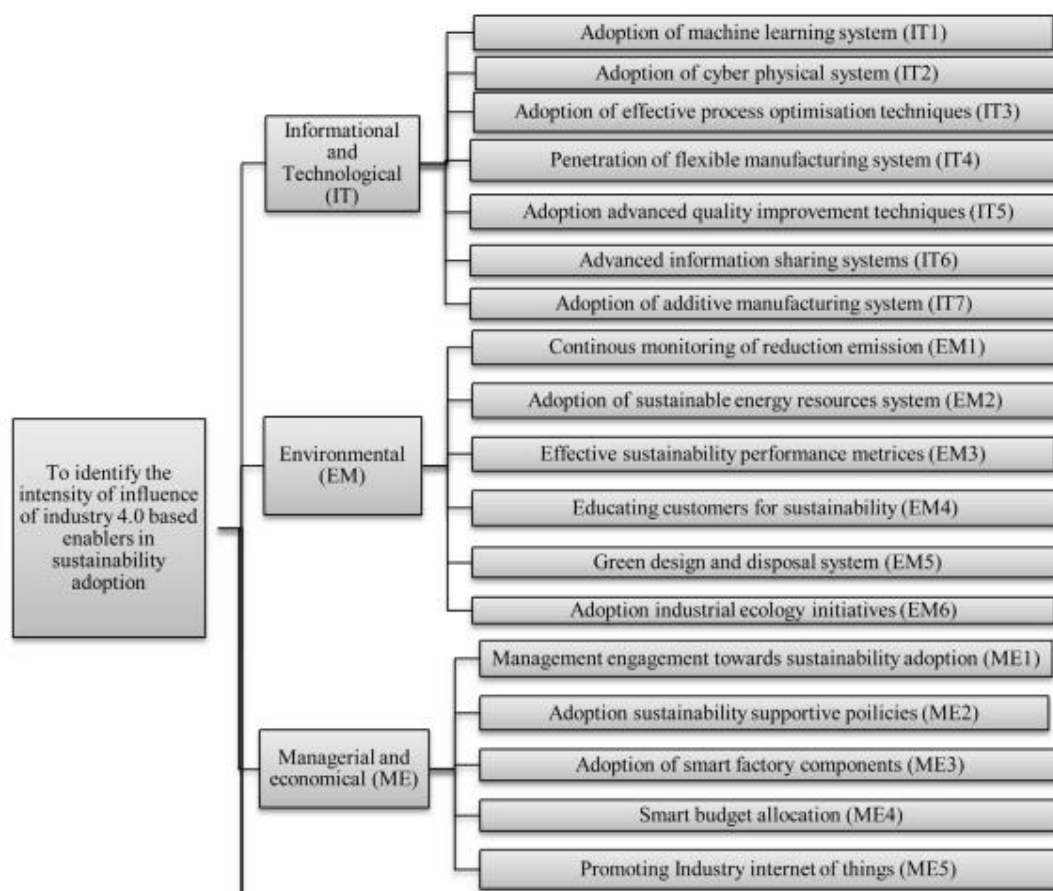 Adoption of machine learning system (IT1)
Adoption of cyber physical system (IT2)
Adoption of effective process optimisation techniques (IT3)
Informational
and
Technological
(IT)
Penetration of flexible manufacturing system (IT4)
Adoption advanced quality improvement techniques (IT5)
Advanced information sharing systems (IT6)
Adoption of additive manufacturing system (IT7)
Continous monitoring of reduction emission (EM1)
Adoption of sustainable energy resources system (EM2)
Environmental
(EM)
Effective sustainability performance metrices (EM3)
To identify the
intensity of influence
of industry 4.0 based
enablers in
sustainability
adoption
Educating customers for sustainability (EM4)
Green design and disposal system (EM5)
Adoption industrial ecology initiatives (EM6)
Management engagement towards sustainability adoption (ME1)
Adoption sustainability supportive poilicies (ME2)
Managerial and
economical (ME)
Adoption of smart factory components (ME3)
Smart budget allocation (ME4)
Promoting Industry internet of things (ME5)